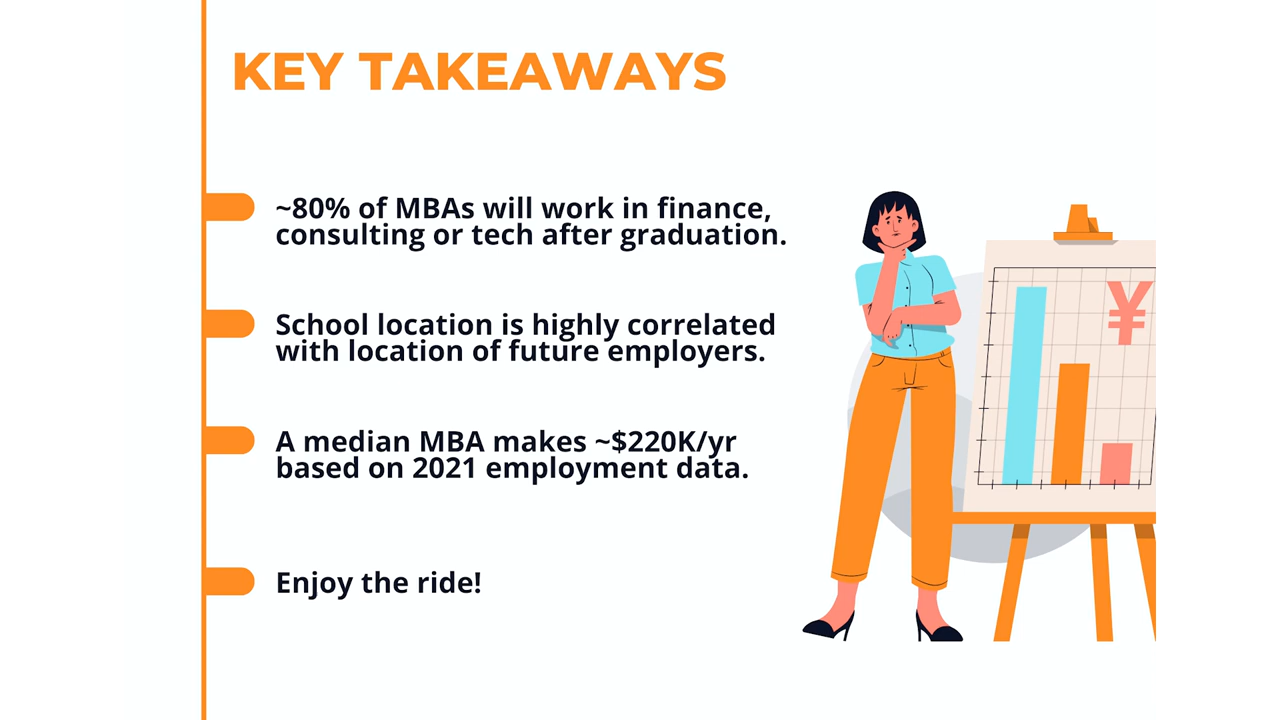 KEY TAKEAWAYS
~80% of MBAs will work in finance,
consulting or tech after graduation.
School location is highly correlated
with location of future employers.
A median MBA makes ~$220K/yr
based on 2021 employment data.
Enjoy the ride!
¥